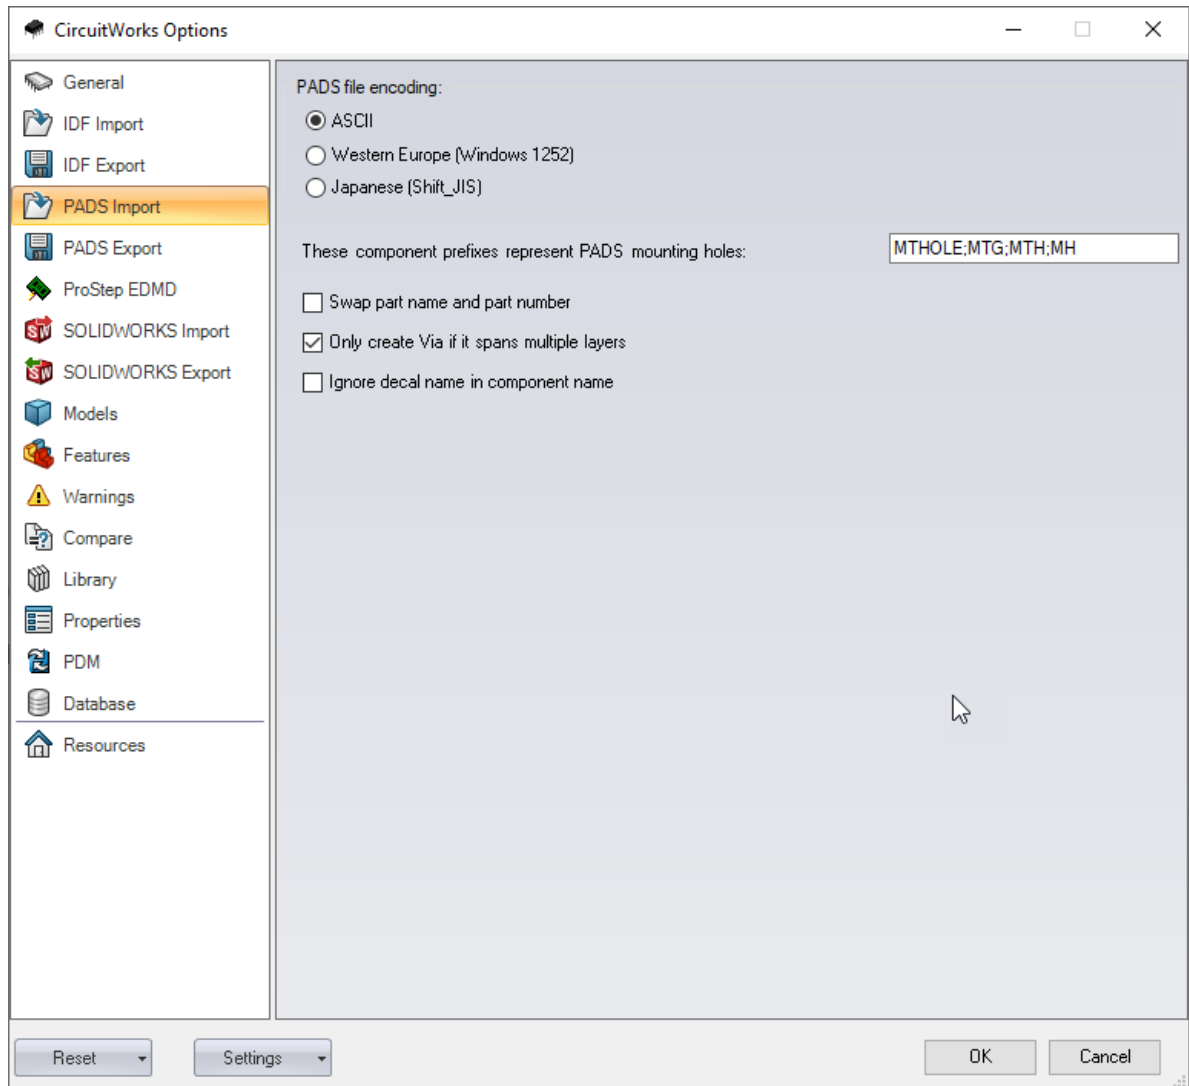 CircuitWorks Options
General
IDF Import
IDF Export
PADS Import
PADS Export
ProStep EDMD
SOLIDWORKS Import
SOLIDWORKS Export
Models
Features
Warnings
Compare
Library
Properties
PDM
Database
Resources
PADS file encoding:
ASCII
Western Europe (Windows 1252)
Japanese (Shift_JIS)
These component prefixes represent PADS mounting holes: MTHOLE;MTG;MTH;MH
Swap part name and part number
Only create Via if it spans multiple layers
Ignore decal name in component name
Reset Settings OK Cancel